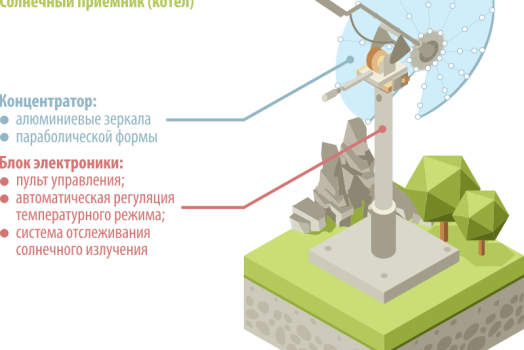 Солнечный приемник (котел)
Концентратор:
● алюминиевые зеркала
● параболической формы
Блок электроники:
● пульт управления;
● автоматическая регуляция
температурного режима;
● система отслеживания
солнечного излучения